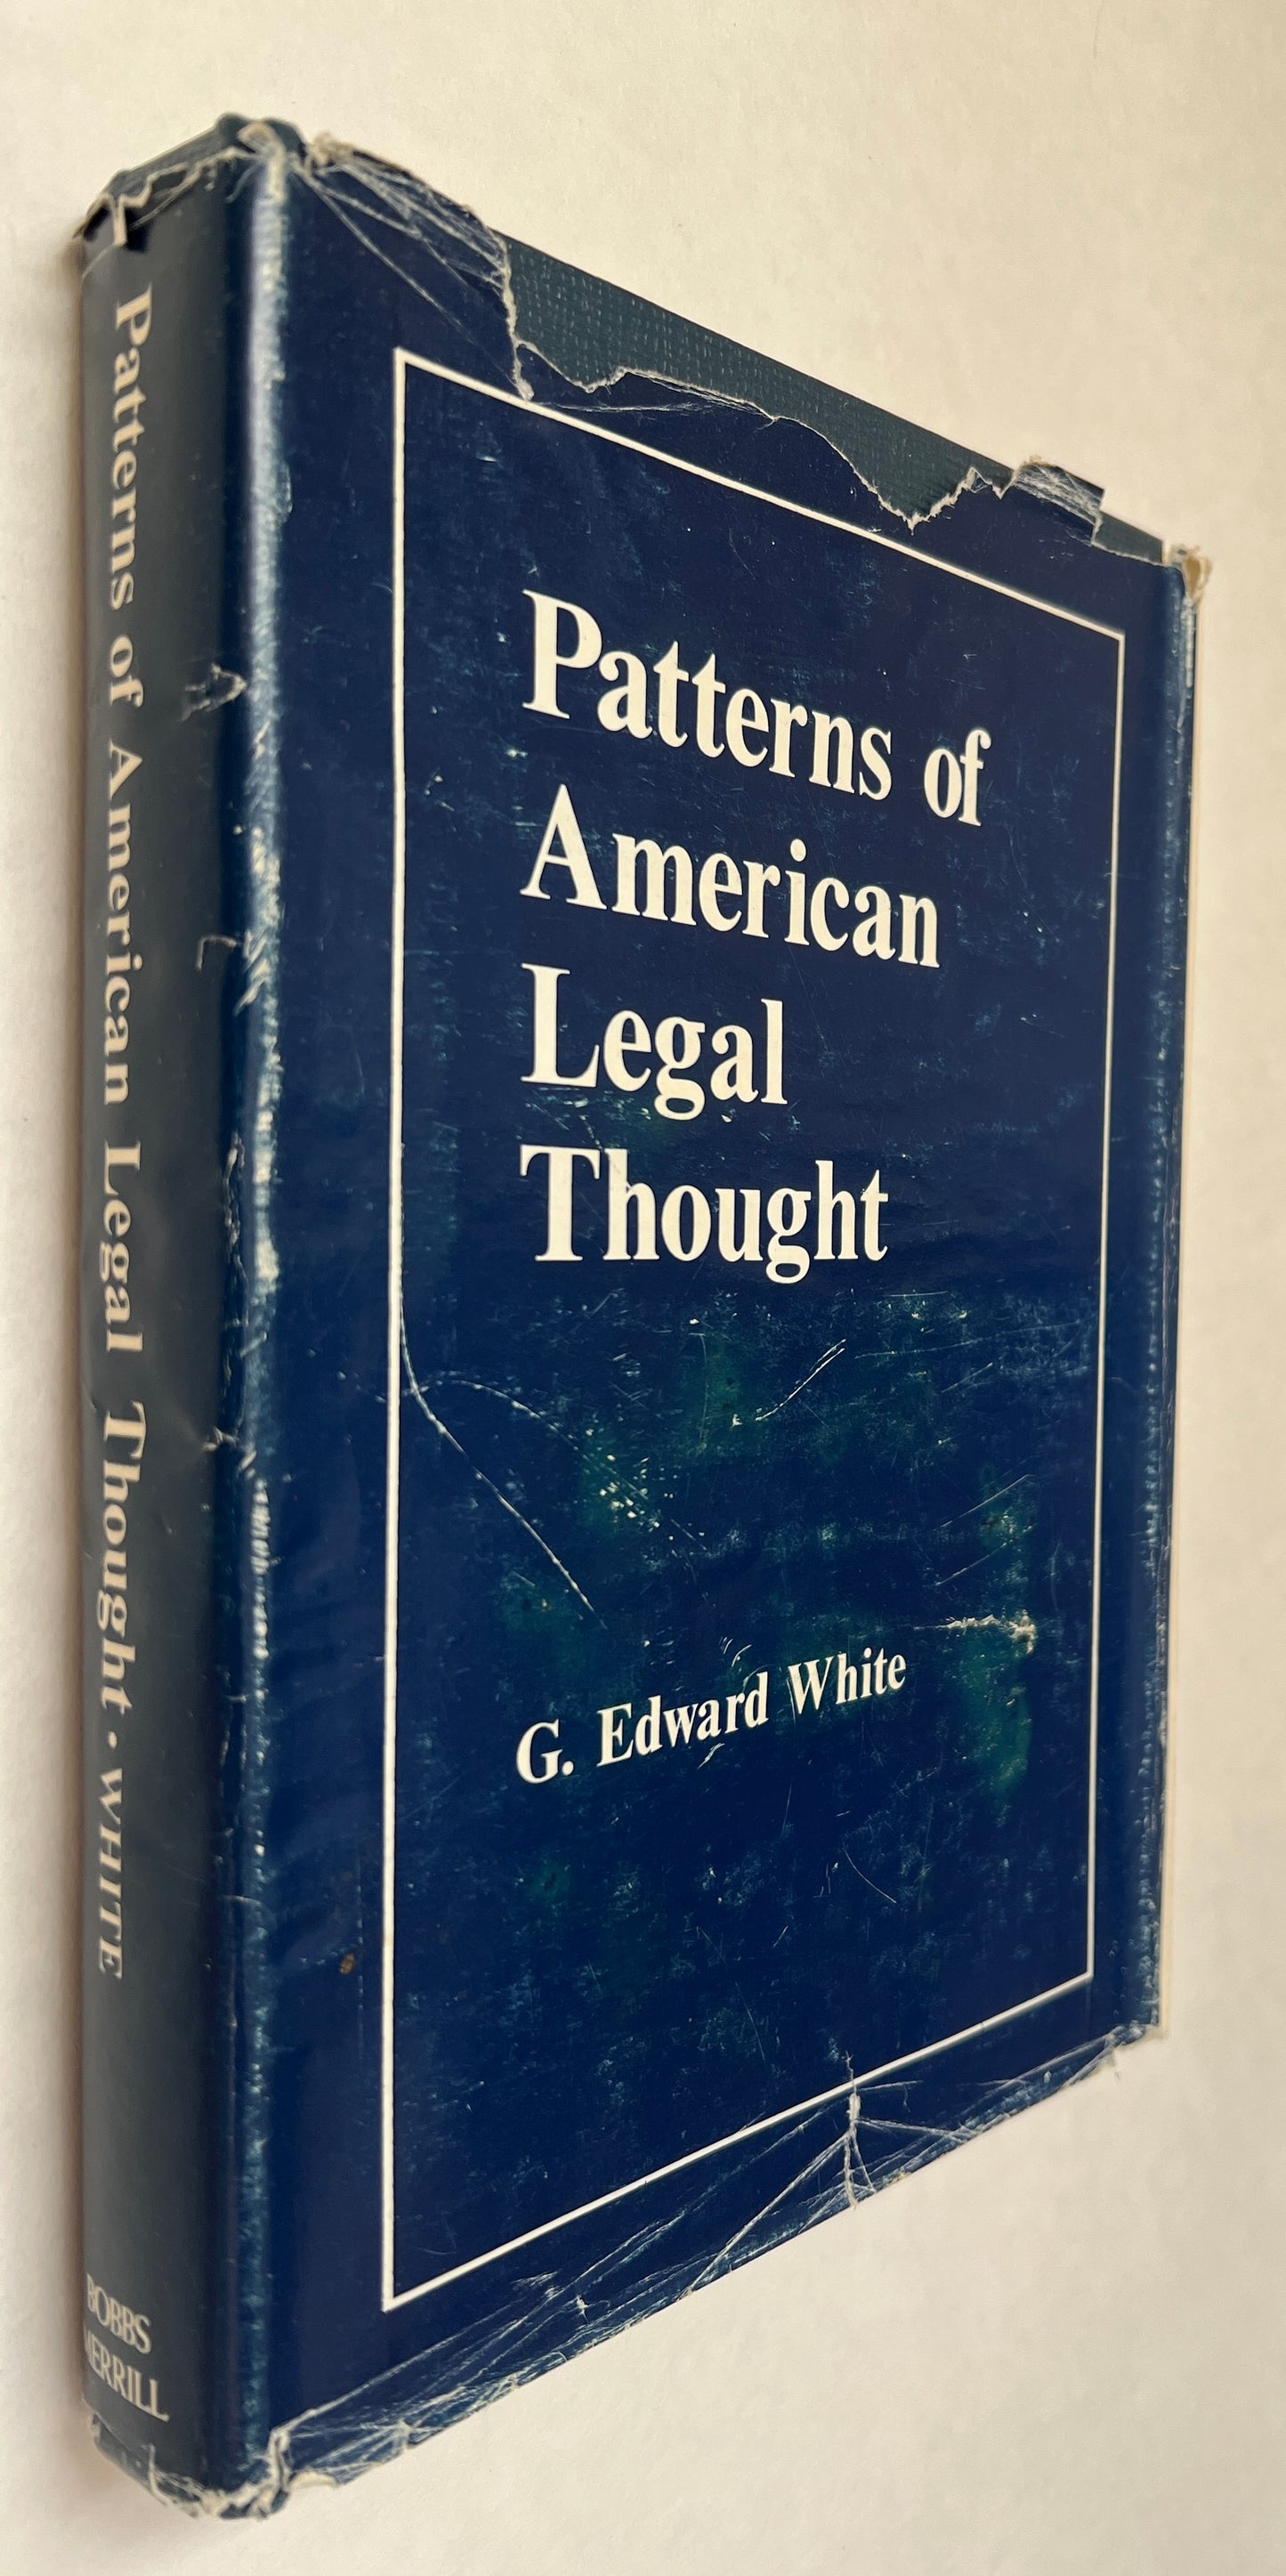 Patterns of American Legal Thought · WHITE
BOBBS
MERRILL
Patterns of
American
Legal
Thought
G. Edward White